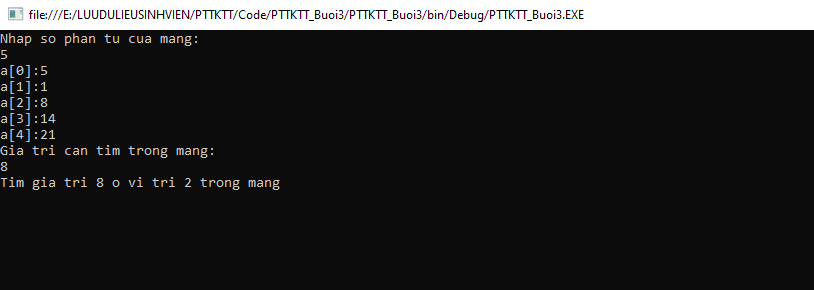 file:///E:/LUUDULIEUSINHVIEN/PTTKTT/Code/PTTKTT_Buoi3/PTTKTT_Buoi3/bin/Debug/PTTKTT_Buoi3.EXE
Nhap so phan tu cua mang:
5
a[0]:5
a[1]:1
a[2]:8
a[3]:14
a[4]:21
Gia tri can tim trong mang:
8
Tim gia tri 8 o vi tri 2 trong mang